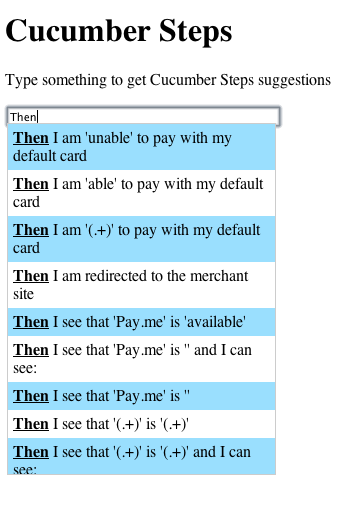 Cucumber Steps
Type something to get Cucumber Steps suggestions
Then
Then I am 'unable' to pay with my
default card
Then I am 'able' to pay with my default
card
Then I am '(.+)' to pay with my default
card
Then I am redirected to the merchant
site
Then I see that 'Pay.me' is 'available'
Then I see that 'Pay.me' is '' and I can
see:
Then I see that 'Pay.me' is ''
Then I see that '(.+)' is '(.+)'
Then I see that '(.+)' is '(.+)' and I can
see: